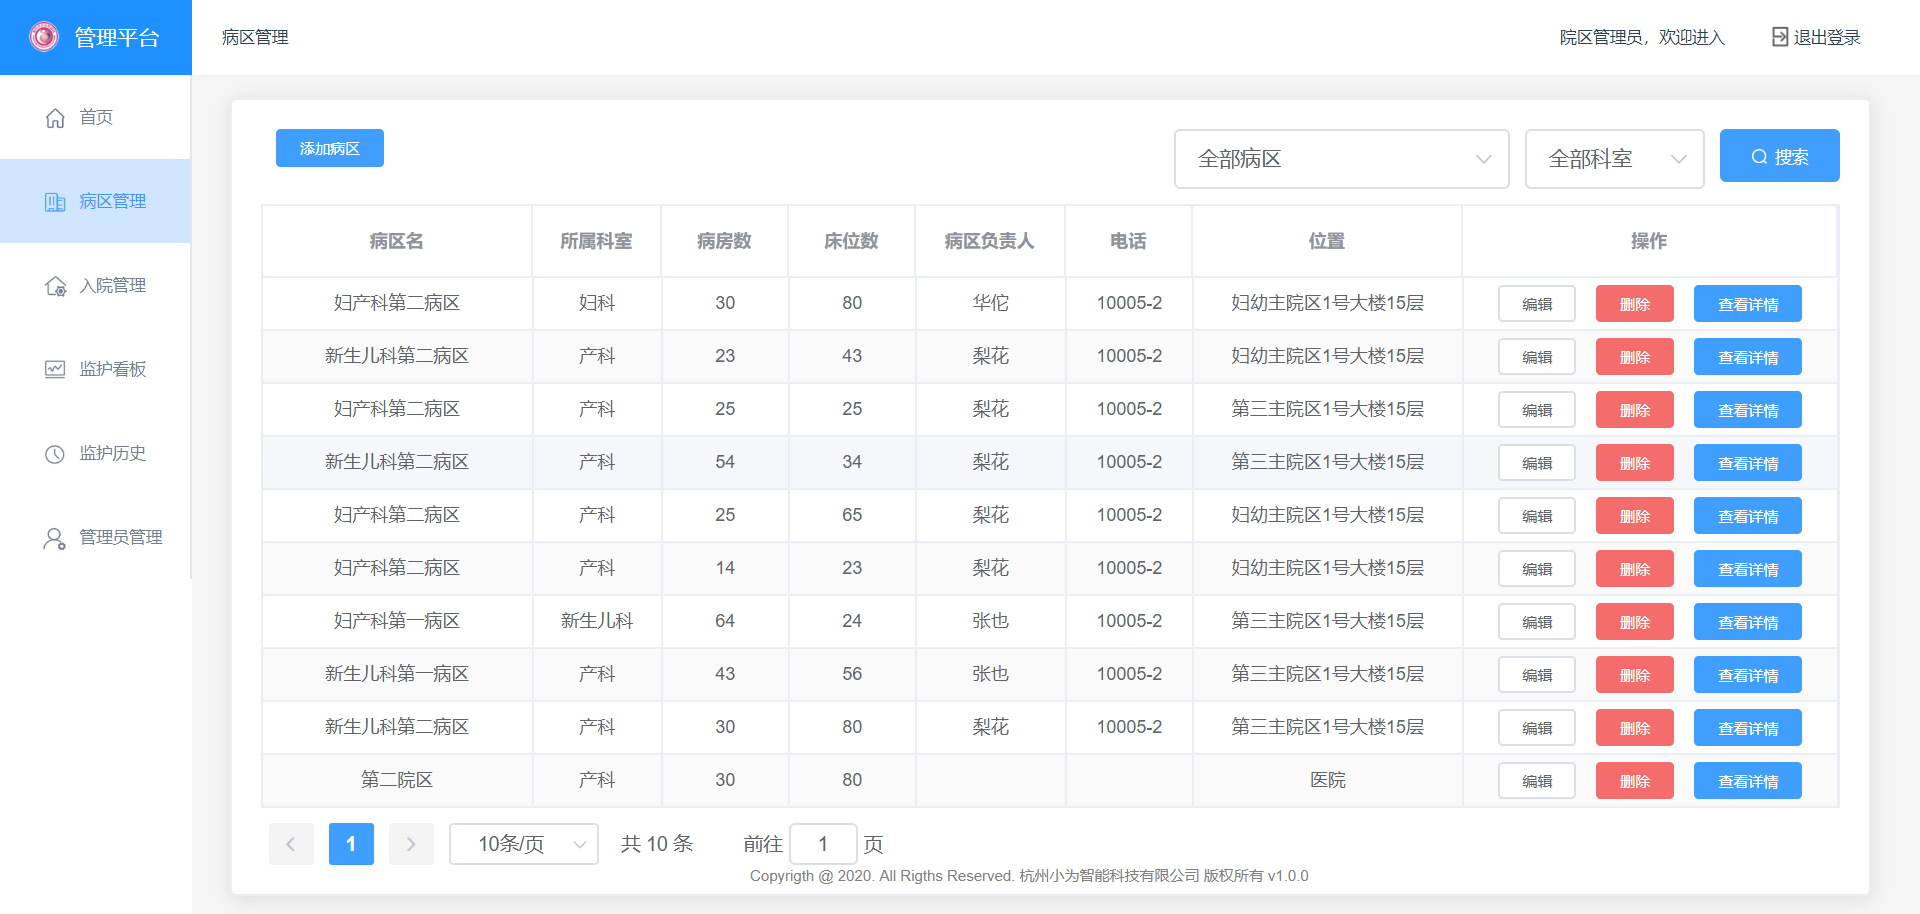 管理平台
病区管理
院区管理员，欢迎进入
退出登录
首页
病区管理
入院管理
监护看板
监护历史
管理员管理
添加病区
全部病区
全部科室
搜索
病区名 所属科室 病房数 床位数 病区负责人 电话 位置 操作
妇产科第二病区 妇科 30 80 华佗 10005-2 妇幼主院区1号大楼15层 编辑 删除 查看详情
新生儿科第二病区 产科 23 43 梨花 10005-2 妇幼主院区1号大楼15层 编辑 删除 查看详情
妇产科第二病区 产科 25 25 梨花 10005-2 第三主院区1号大楼15层 编辑 删除 查看详情
新生儿科第二病区 产科 54 34 梨花 10005-2 第三主院区1号大楼15层 编辑 删除 查看详情
妇产科第二病区 产科 25 65 梨花 10005-2 妇幼主院区1号大楼15层 编辑 删除 查看详情
妇产科第二病区 产科 14 23 梨花 10005-2 妇幼主院区1号大楼15层 编辑 删除 查看详情
妇产科第一病区 新生儿科 64 24 张也 10005-2 第三主院区1号大楼15层 编辑 删除 查看详情
新生儿科第一病区 产科 43 56 张也 10005-2 第三主院区1号大楼15层 编辑 删除 查看详情
新生儿科第二病区 产科 30 80 梨花 10005-2 第三主院区1号大楼15层 编辑 删除 查看详情
第二院区 产科 30 80 医院 编辑 删除 查看详情
1 10条/页 共 10 条 前往 1 页
Copyrigth @ 2020. All Rigths Reserved. 杭州小为智能科技有限公司 版权所有 v1.0.0